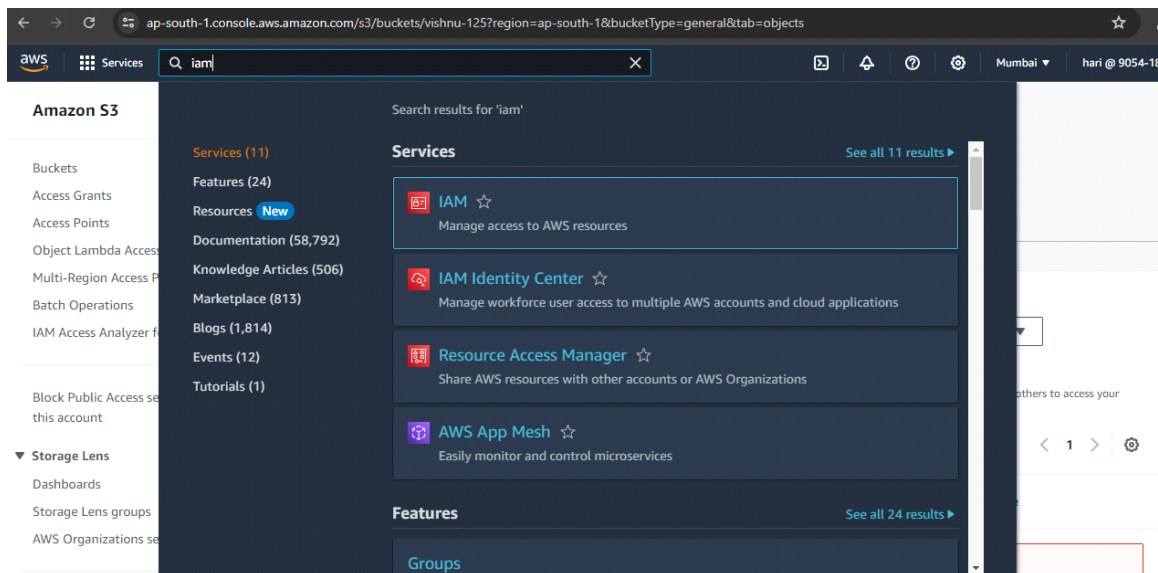 ap-south-1.console.aws.amazon.com/s3/buckets/vishnu-125?region=ap-south-1&bucketType=general&tab=objects
aws
Services
iam
Mumbai ▼
hari @ 9054-18
Amazon S3
Buckets
Access Grants
Access Points
Object Lambda Access
Multi-Region Access P
Batch Operations
IAM Access Analyzer f
Block Public Access se
this account
▼ Storage Lens
Dashboards
Storage Lens groups
AWS Organizations se
Search results for 'iam'
Services (11)
Features (24)
Resources New
Documentation (58,792)
Knowledge Articles (506)
Marketplace (813)
Blogs (1,814)
Events (12)
Tutorials (1)
Services
See all 11 results ▶
IAM
Manage access to AWS resources
IAM Identity Center
Manage workforce user access to multiple AWS accounts and cloud applications
Resource Access Manager
Share AWS resources with other accounts or AWS Organizations
AWS App Mesh
Easily monitor and control microservices
Features
See all 24 results ▶
Groups
others to access your
1